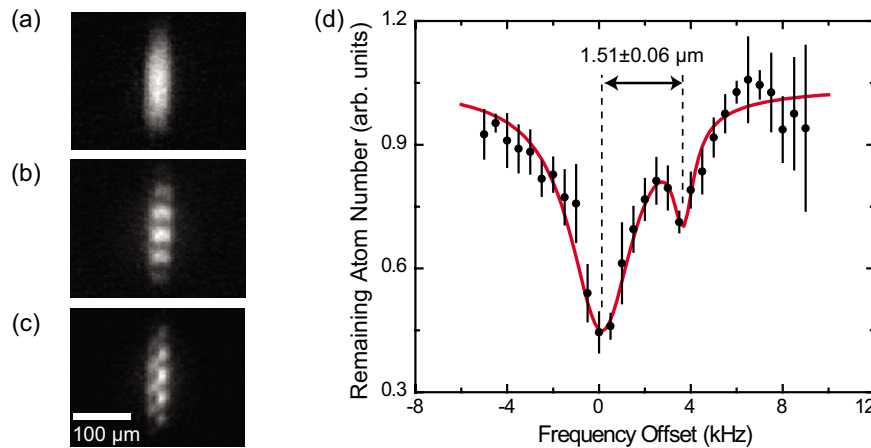 (a)
(b)
(c)
100 µm
(d)
1.51±0.06 µm
Remaining Atom Number (arb. units)
1.2
0.9
0.6
0.3
-8
-4
0
4
8
12
Frequency Offset (kHz)